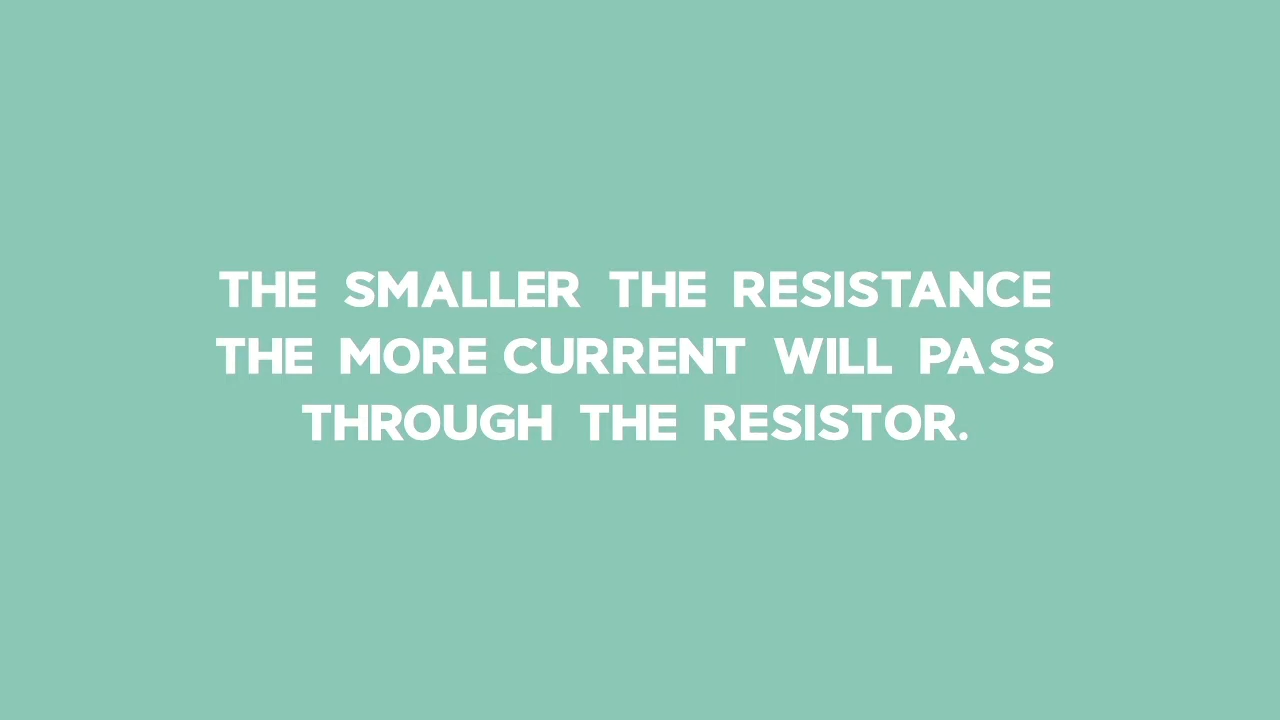 THE SMALLER THE RESISTANCE
THE MORE CURRENT WILL PASS
THROUGH THE RESISTOR.